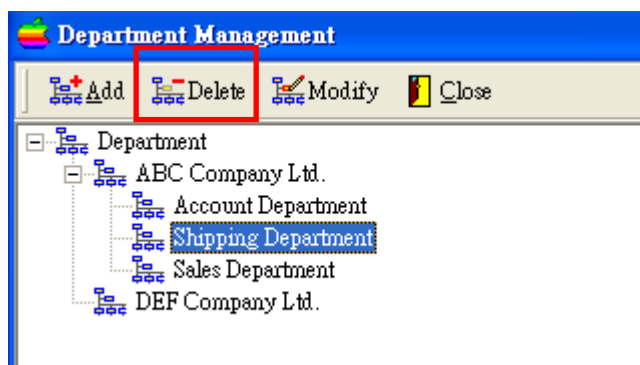 Department Management
Add Delete Modify Close
Department
ABC Company Ltd.
Account Department
Shipping Department
Sales Department
DEF Company Ltd.